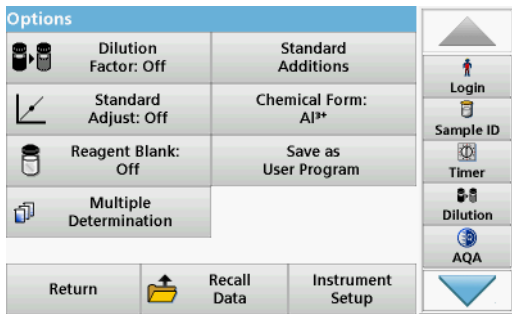 Options
Dilution
Factor: Off
Standard
Additions
Standard
Adjust: Off
Chemical Form:
Al³⁺
Reagent Blank:
Off
Save as
User Program
Multiple
Determination
Return
Recall
Data
Instrument
Setup
Login
Sample ID
Timer
Dilution
AQA